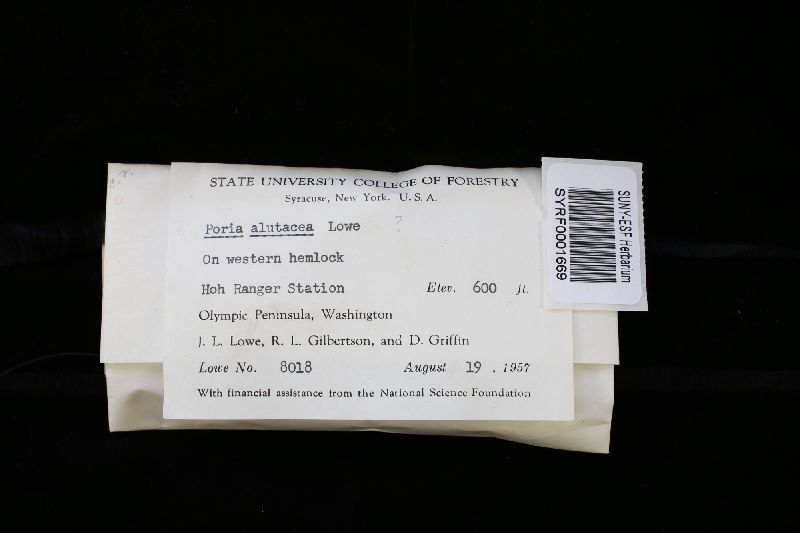 STATE UNIVERSITY COLLEGE OF FORESTRY
Syracuse, New York. U. S. A.
Poria alutacea Lowe ?
On western hemlock
Hoh Ranger Station Elev. 600 ft.
Olympic Peninsula, Washington
J. L. Lowe, R. L. Gilbertson, and D. Griffin
Lowe No. 8018 August 19 . 1957
With financial assistance from the National Science Foundation
SUNY-ESF Herbarium
SYRF0001669